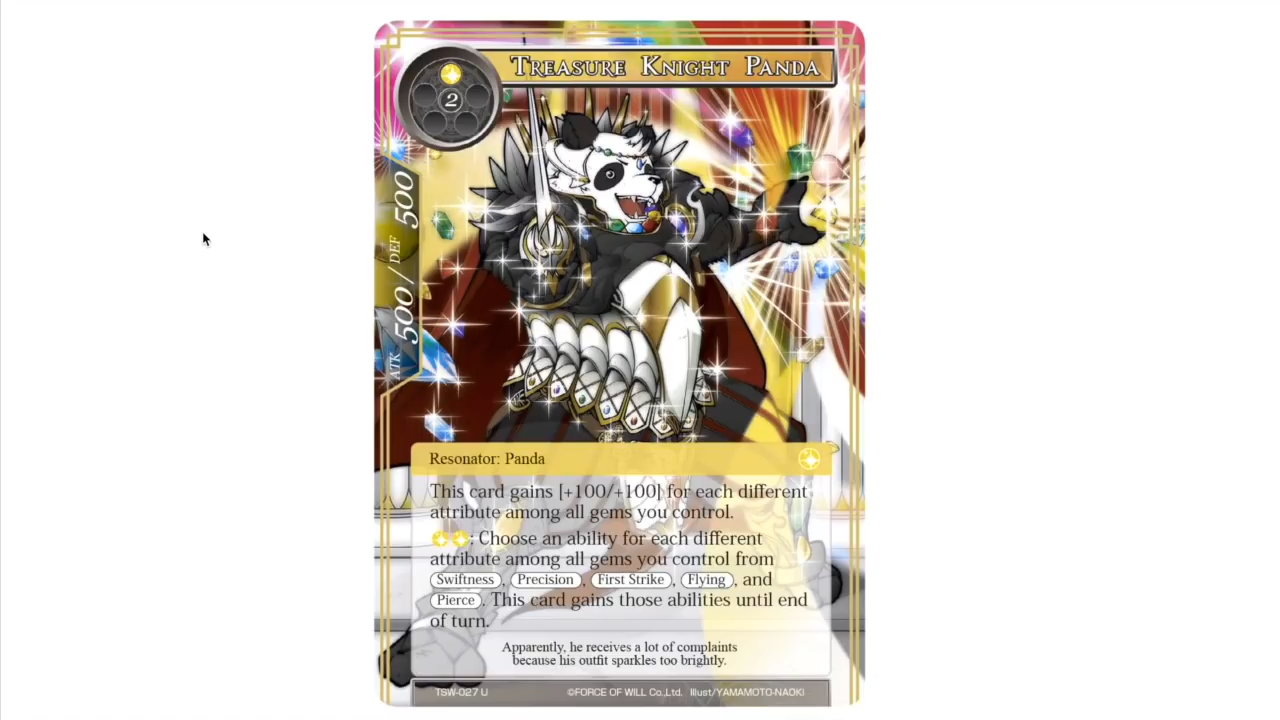 Treasure Knight Panda
2
ATK 500 / DEF 500
Resonator: Panda
This card gains [+100/+100] for each different
attribute among all gems you control.
: Choose an ability for each different
attribute among all gems you control from
Swiftness, Precision, First Strike, Flying, and
Pierce. This card gains those abilities until end
of turn.
Apparently, he receives a lot of complaints
because his outfit sparkles too brightly.
TSW-027 U ©FORCE OF WILL Co.,Ltd. Illust/YAMAMOTO-NAOKI